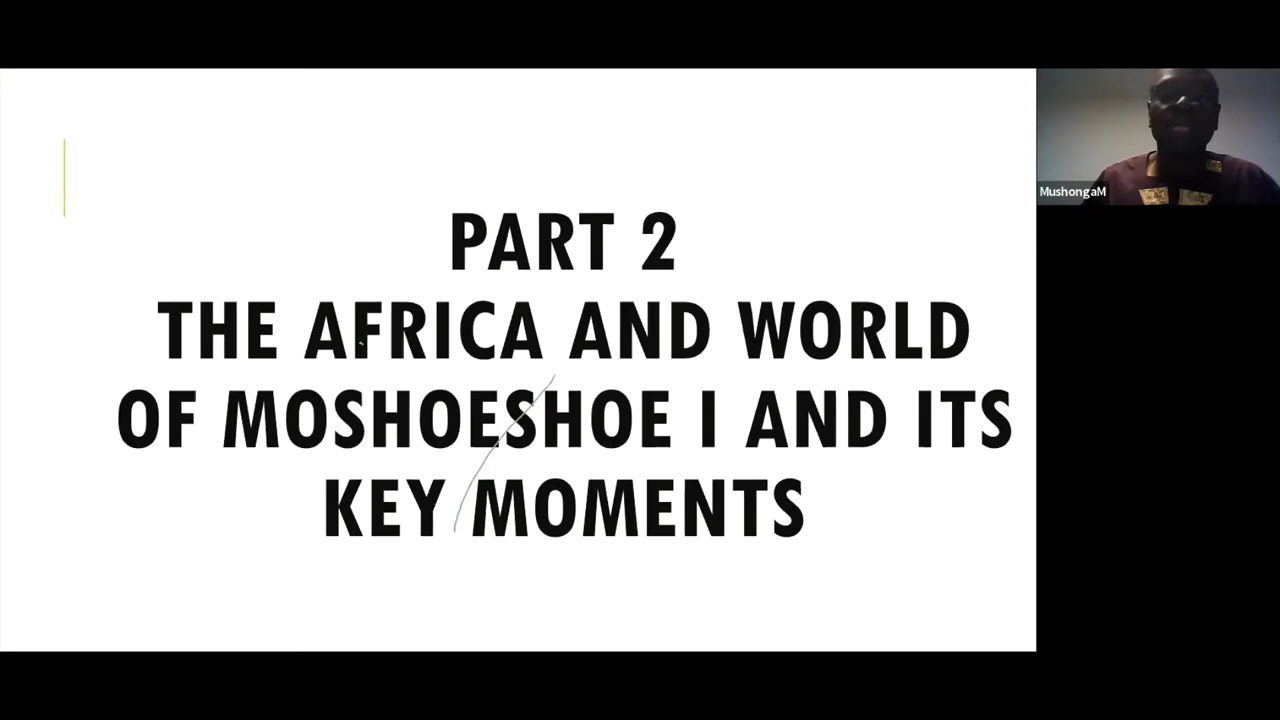 PART 2
THE AFRICA AND WORLD
OF MOSHOESHOE I AND ITS
KEY MOMENTS
MushongaM